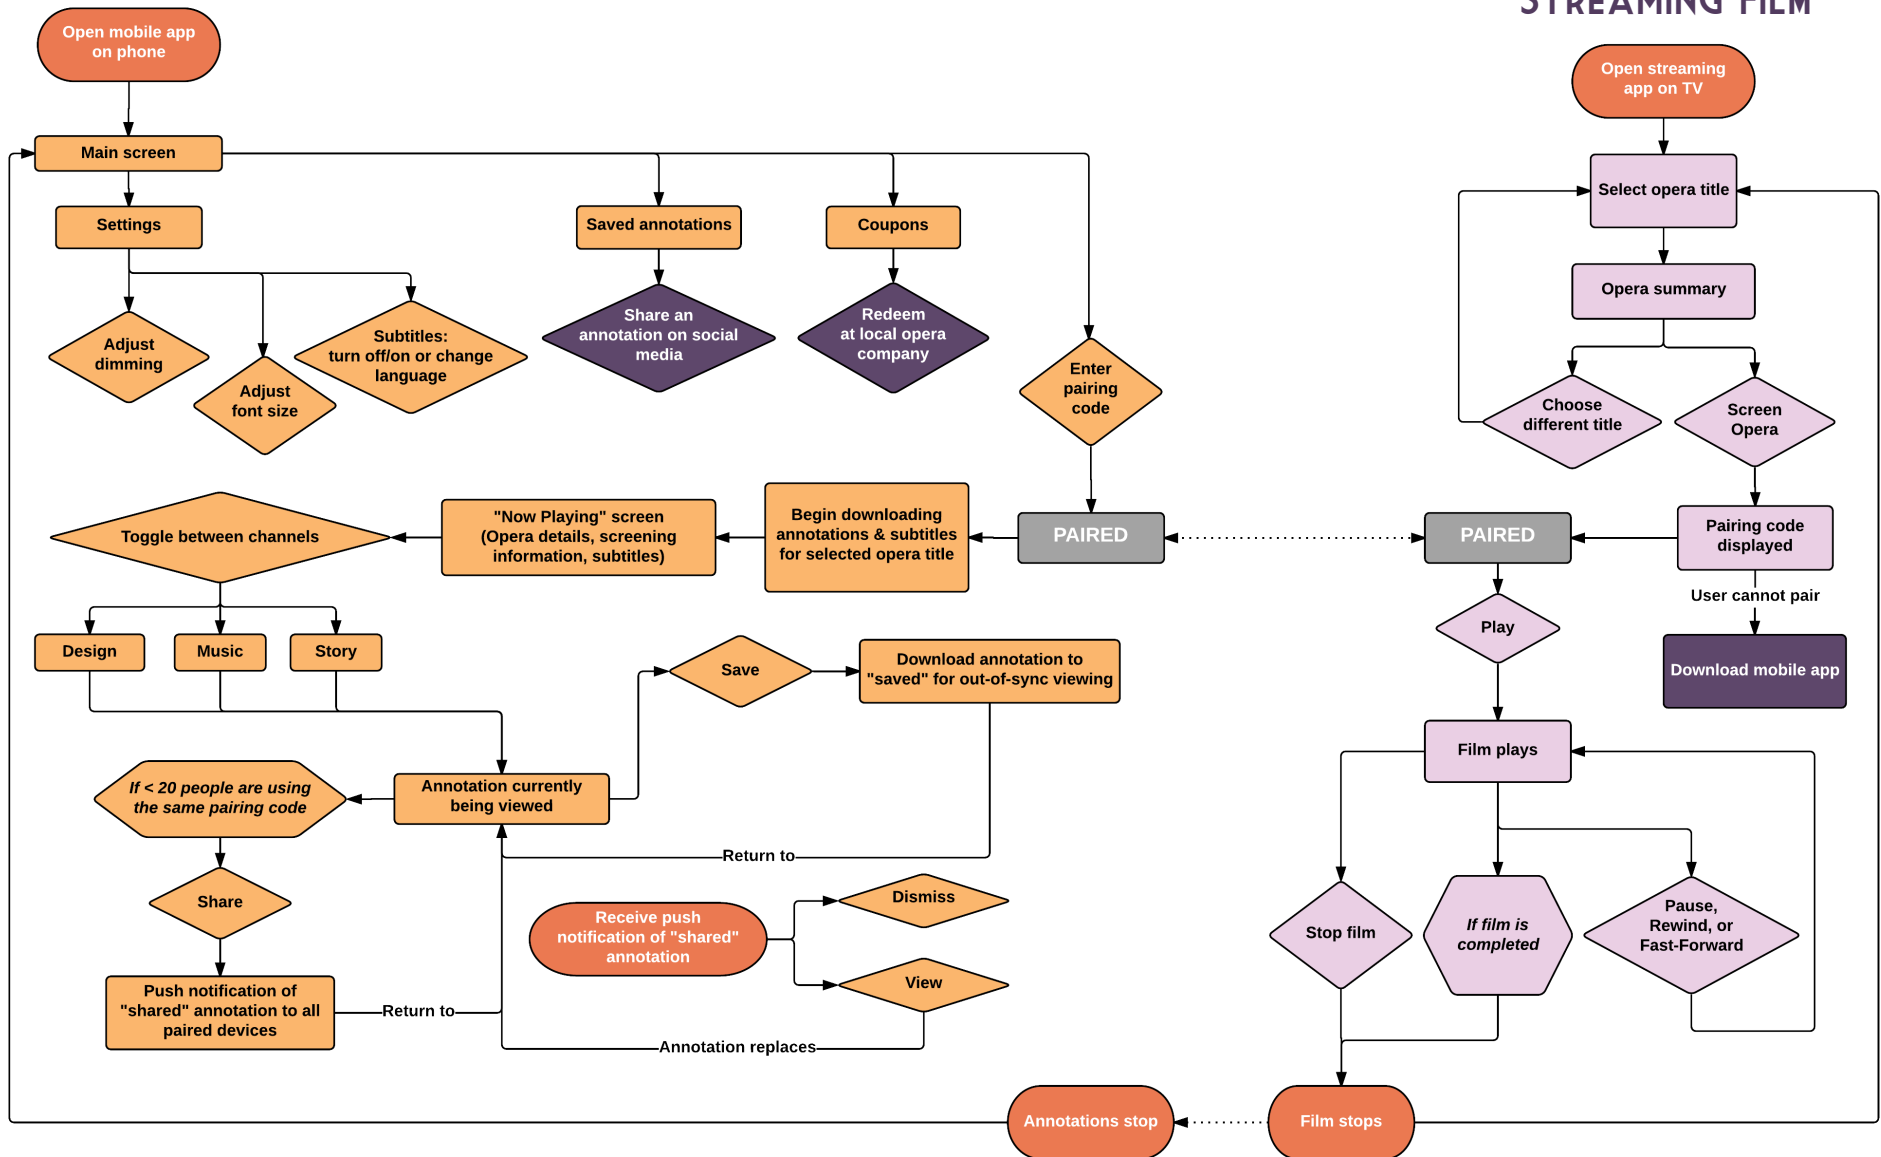 STREAMING FILM
Open mobile app
on phone
Open streaming
app on TV
Main screen
Select opera title
Settings
Saved annotations
Coupons
Opera summary
Adjust
dimming
Adjust
font size
Subtitles:
turn off/on or change
language
Share an
annotation on social
media
Redeem
at local opera
company
Enter
pairing
code
Choose
different title
Screen
Opera
Toggle between channels
"Now Playing" screen
(Opera details, screening
information, subtitles)
Begin downloading
annotations & subtitles
for selected opera title
PAIRED
PAIRED
Pairing code
displayed
User cannot pair
Download mobile app
Play
Design
Music
Story
Save
Download annotation to
"saved" for out-of-sync viewing
Film plays
If < 20 people are using
the same pairing code
Annotation currently
being viewed
Return to
Share
Receive push
notification of "shared"
annotation
Dismiss
View
Stop film
If film is
completed
Pause,
Rewind, or
Fast-Forward
Push notification of
"shared" annotation to all
paired devices
Return to
Annotation replaces
Annotations stop
Film stops